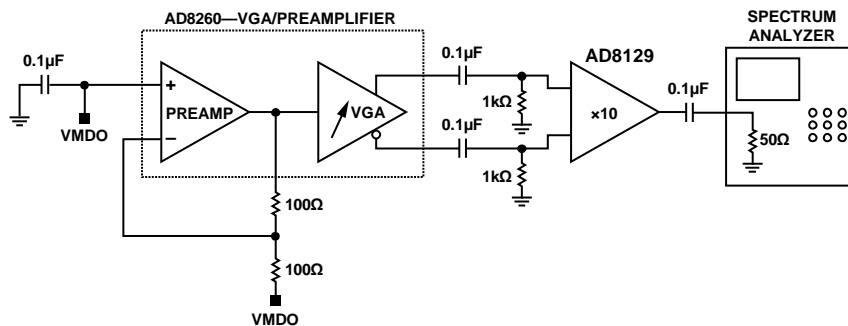 AD8260—VGA/PREAMPLIFIER
SPECTRUM
ANALYZER
0.1µF
0.1µF
AD8129
0.1µF
+
PREAMP
–
VGA
1kΩ
×10
VMDO
0.1µF
50Ω
1kΩ
100Ω
100Ω
VMDO